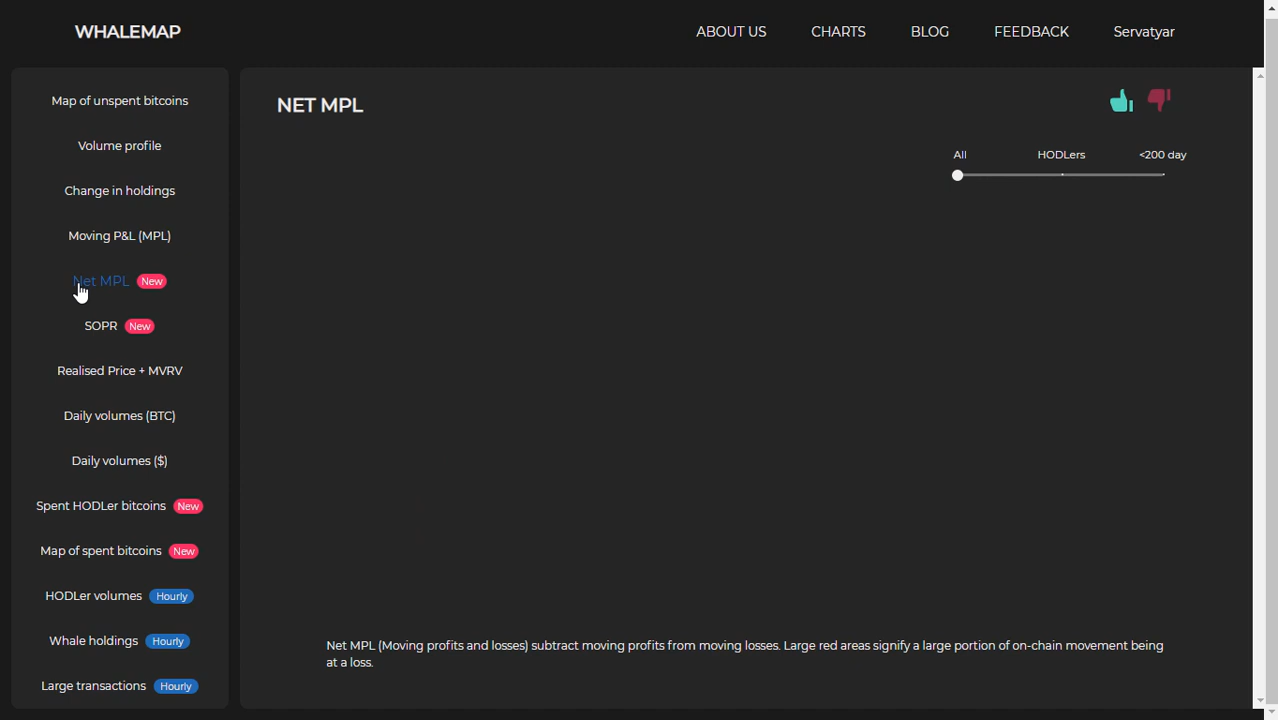 WHALEMAP
ABOUT US
CHARTS
BLOG
FEEDBACK
Servatyar
Map of unspent bitcoins
Volume profile
Change in holdings
Moving P&L (MPL)
Net MPL New
SOPR New
Realised Price + MVRV
Daily volumes (BTC)
Daily volumes ($)
Spent HODLer bitcoins New
Map of spent bitcoins New
HODLer volumes Hourly
Whale holdings Hourly
Large transactions Hourly
NET MPL
All
HODLers
<200 day
Net MPL (Moving profits and losses) subtract moving profits from moving losses. Large red areas signify a large portion of on-chain movement being
at a loss.